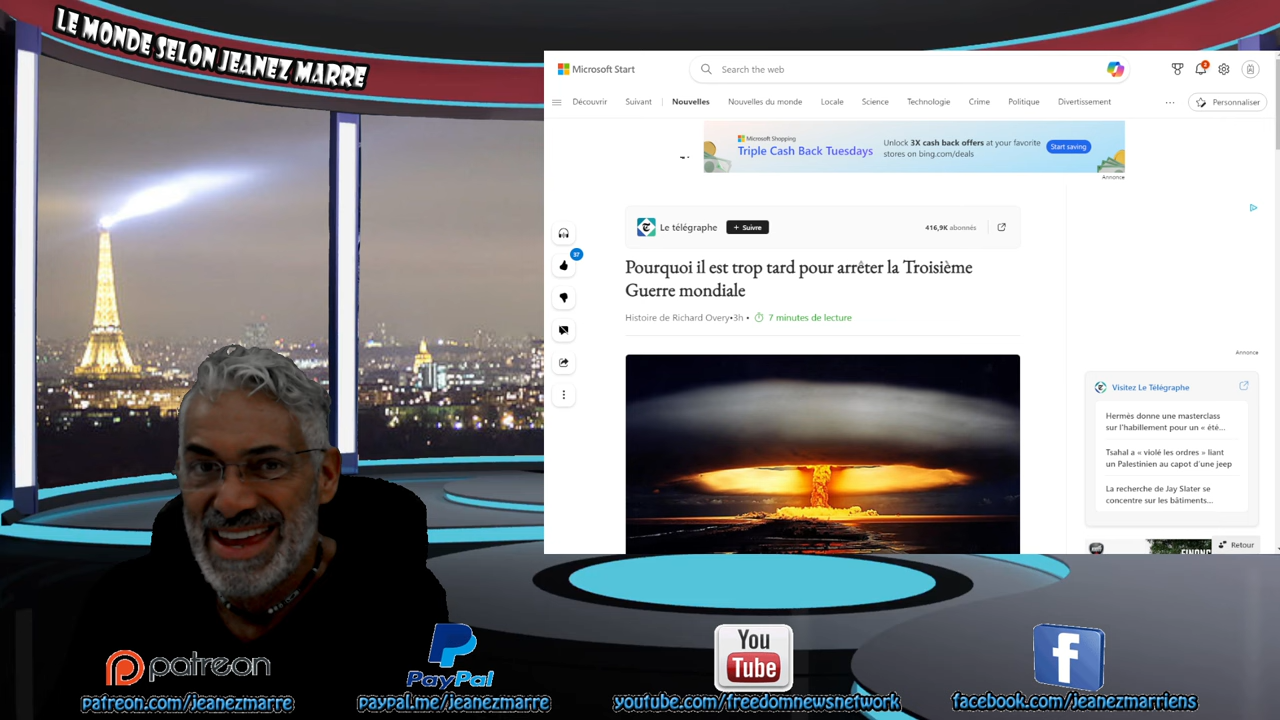 LE MONDE SELON JEANEZ MARRE
Microsoft Start
Search the web
2
Découvrir
Suivant
Nouvelles
Nouvelles du monde
Locale
Science
Technologie
Crime
Politique
Divertissement
...
Personnaliser
Microsoft Shopping
Triple Cash Back Tuesdays
Unlock 3X cash back offers at your favorite
stores on bing.com/deals
Start saving
Annonce
Le télégraphe
+ Suivre
416,9K abonnés
37
Pourquoi il est trop tard pour arrêter la Troisième
Guerre mondiale
Histoire de Richard Overy•3h •
7 minutes de lecture
Annonce
Visitez Le Télégraphe
Hermès donne une masterclass
sur l'habillement pour un « été...
Tsahal a « violé les ordres » liant
un Palestinien au capot d'une jeep
La recherche de Jay Slater se
concentre sur les bâtiments...
Retour
patreon
patreon.com/jeanezmarre
PayPal
paypal.me/jeanezmarre
You
Tube
youtube.com/freedomnewsnetwork
f
facebook.com/jeanezmarriens